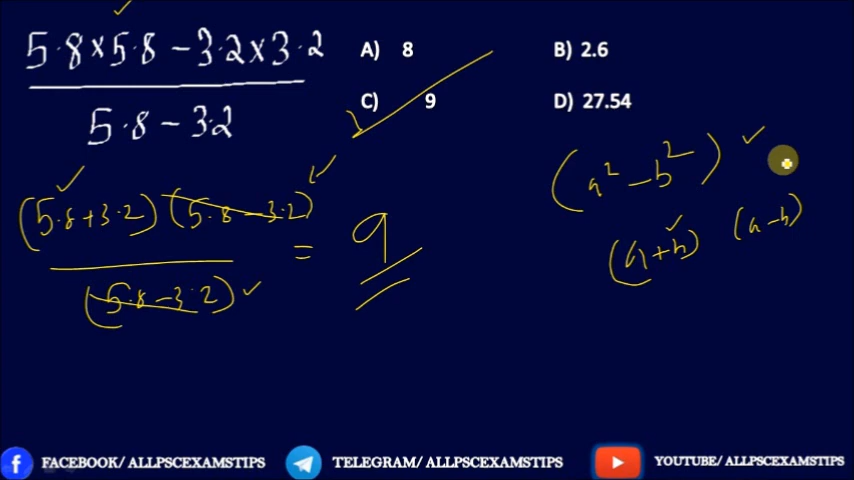 5.8×5.8-3.2×3.2
5.8-3.2
A) 8
B) 2.6
C) 9
D) 27.54
(5.8+3.2)(5.8-3.2)
(5.8-3.2)
= 9
(a²-b²)
(a+b) (a-b)
FACEBOOK/ ALLPSCEXAMSTIPS
TELEGRAM/ ALLPSCEXAMSTIPS
YOUTUBE/ ALLPSCEXAMSTIPS